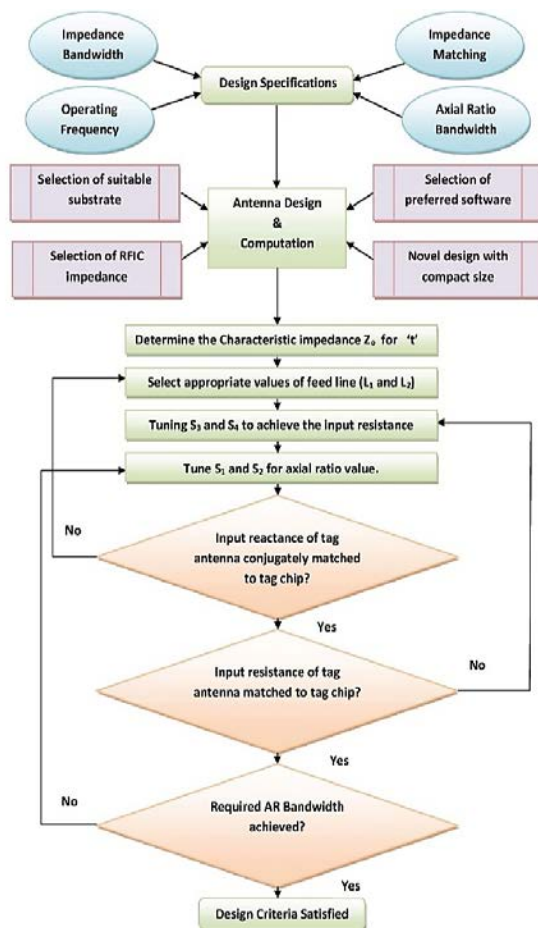 Impedance
Bandwidth
Impedance
Matching
Design Specifications
Operating
Frequency
Axial Ratio
Bandwidth
Selection of suitable
substrate
Antenna Design
&
Computation
Selection of
preferred software
Selection of RFIC
impedance
Novel design with
compact size
Determine the Characteristic impedance Zₒ for ‘t’
Select appropriate values of feed line (L₁ and L₂)
Tuning S₃ and S₄ to achieve the input resistance
Tune S₁ and S₂ for axial ratio value.
No
Input reactance of tag
antenna conjugately matched
to tag chip?
Yes
Input resistance of tag
antenna matched to tag chip?
No
Yes
No
Required AR Bandwidth
achieved?
Yes
Design Criteria Satisfied